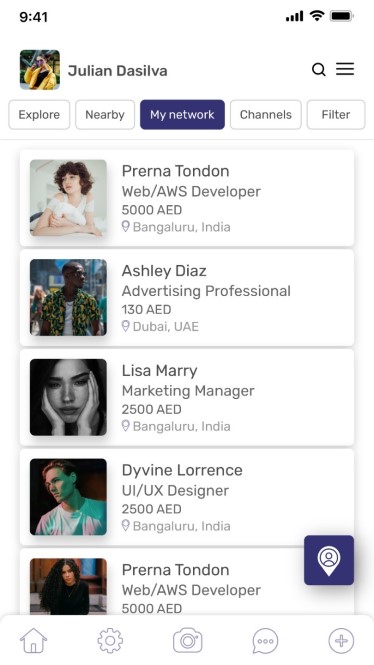 9:41
Julian Dasilva
Explore Nearby My network Channels Filter
Prerna Tondon
Web/AWS Developer
5000 AED
Bangaluru, India
Ashley Diaz
Advertising Professional
130 AED
Dubai, UAE
Lisa Marry
Marketing Manager
2500 AED
Bangaluru, India
Dyvine Lorrence
UI/UX Designer
2500 AED
Bangaluru, India
Prerna Tondon
Web/AWS Developer
5000 AED